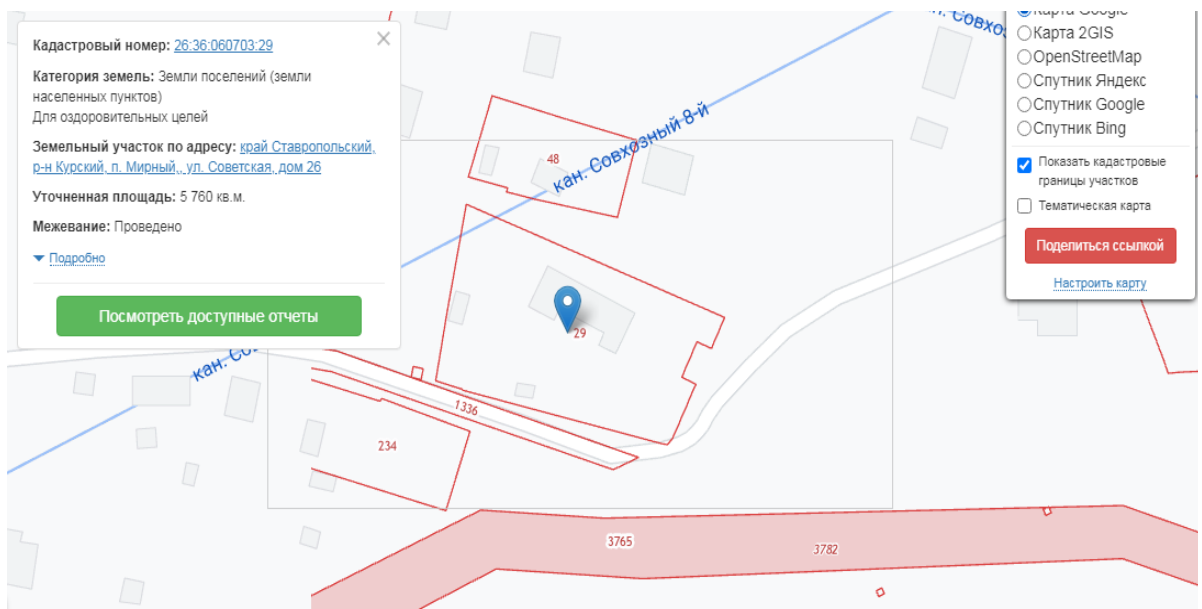 Кадастровый номер: 26:36:060703:29
Категория земель: Земли поселений (земли
населенных пунктов)
Для оздоровительных целей
Земельный участок по адресу: край Ставропольский,
р-н Курский, п. Мирный,, ул. Советская, дом 26
Уточненная площадь: 5 760 кв.м.
Межевание: Проведено
Подробно
Посмотреть доступные отчеты
Карта Google
Карта 2GIS
OpenStreetMap
Спутник Яндекс
Спутник Google
Спутник Bing
Показать кадастровые
границы участков
Тематическая карта
Поделиться ссылкой
Настроить карту
кан. Совхозный 8-й
48
29
1336
234
3765
3782